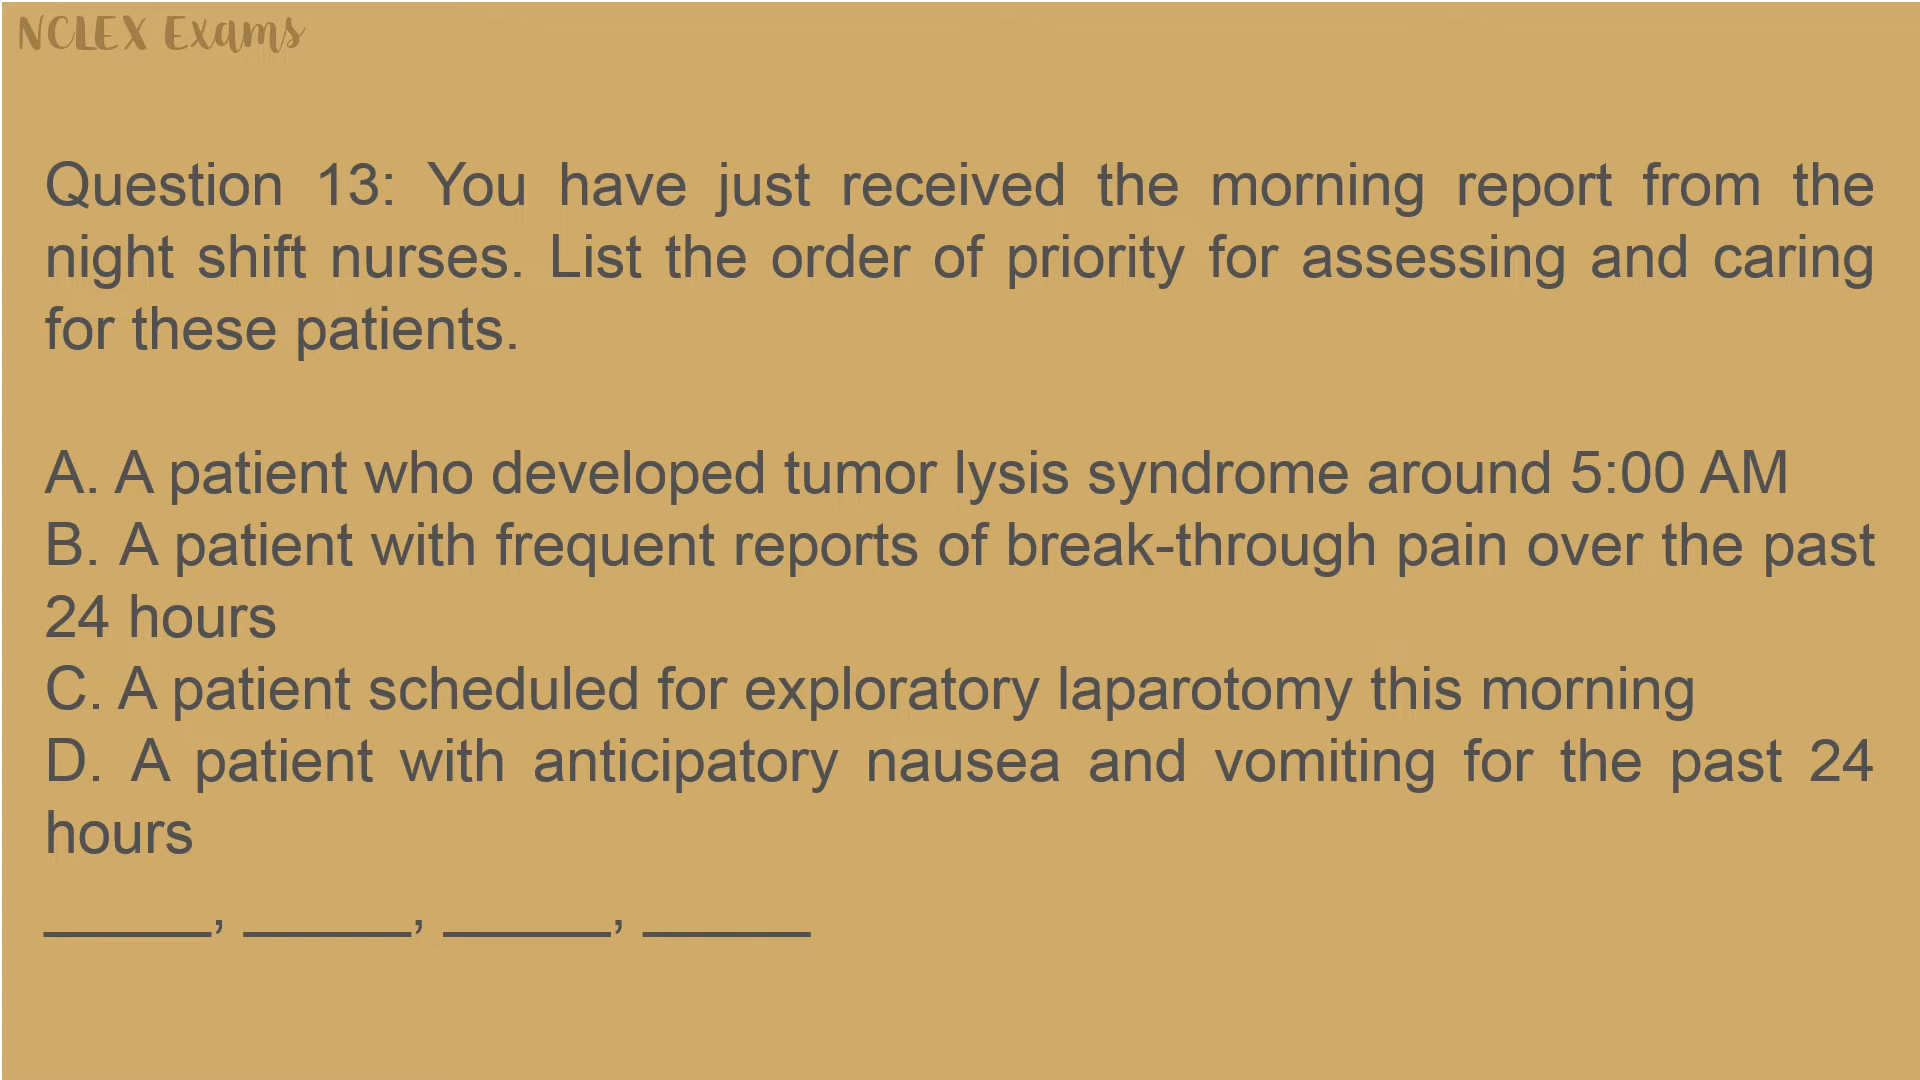 NCLEX Exams
Question 13: You have just received the morning report from the
night shift nurses. List the order of priority for assessing and caring
for these patients.
A. A patient who developed tumor lysis syndrome around 5:00 AM
B. A patient with frequent reports of break-through pain over the past
24 hours
C. A patient scheduled for exploratory laparotomy this morning
D. A patient with anticipatory nausea and vomiting for the past 24
hours
_____, _____, _____, _____